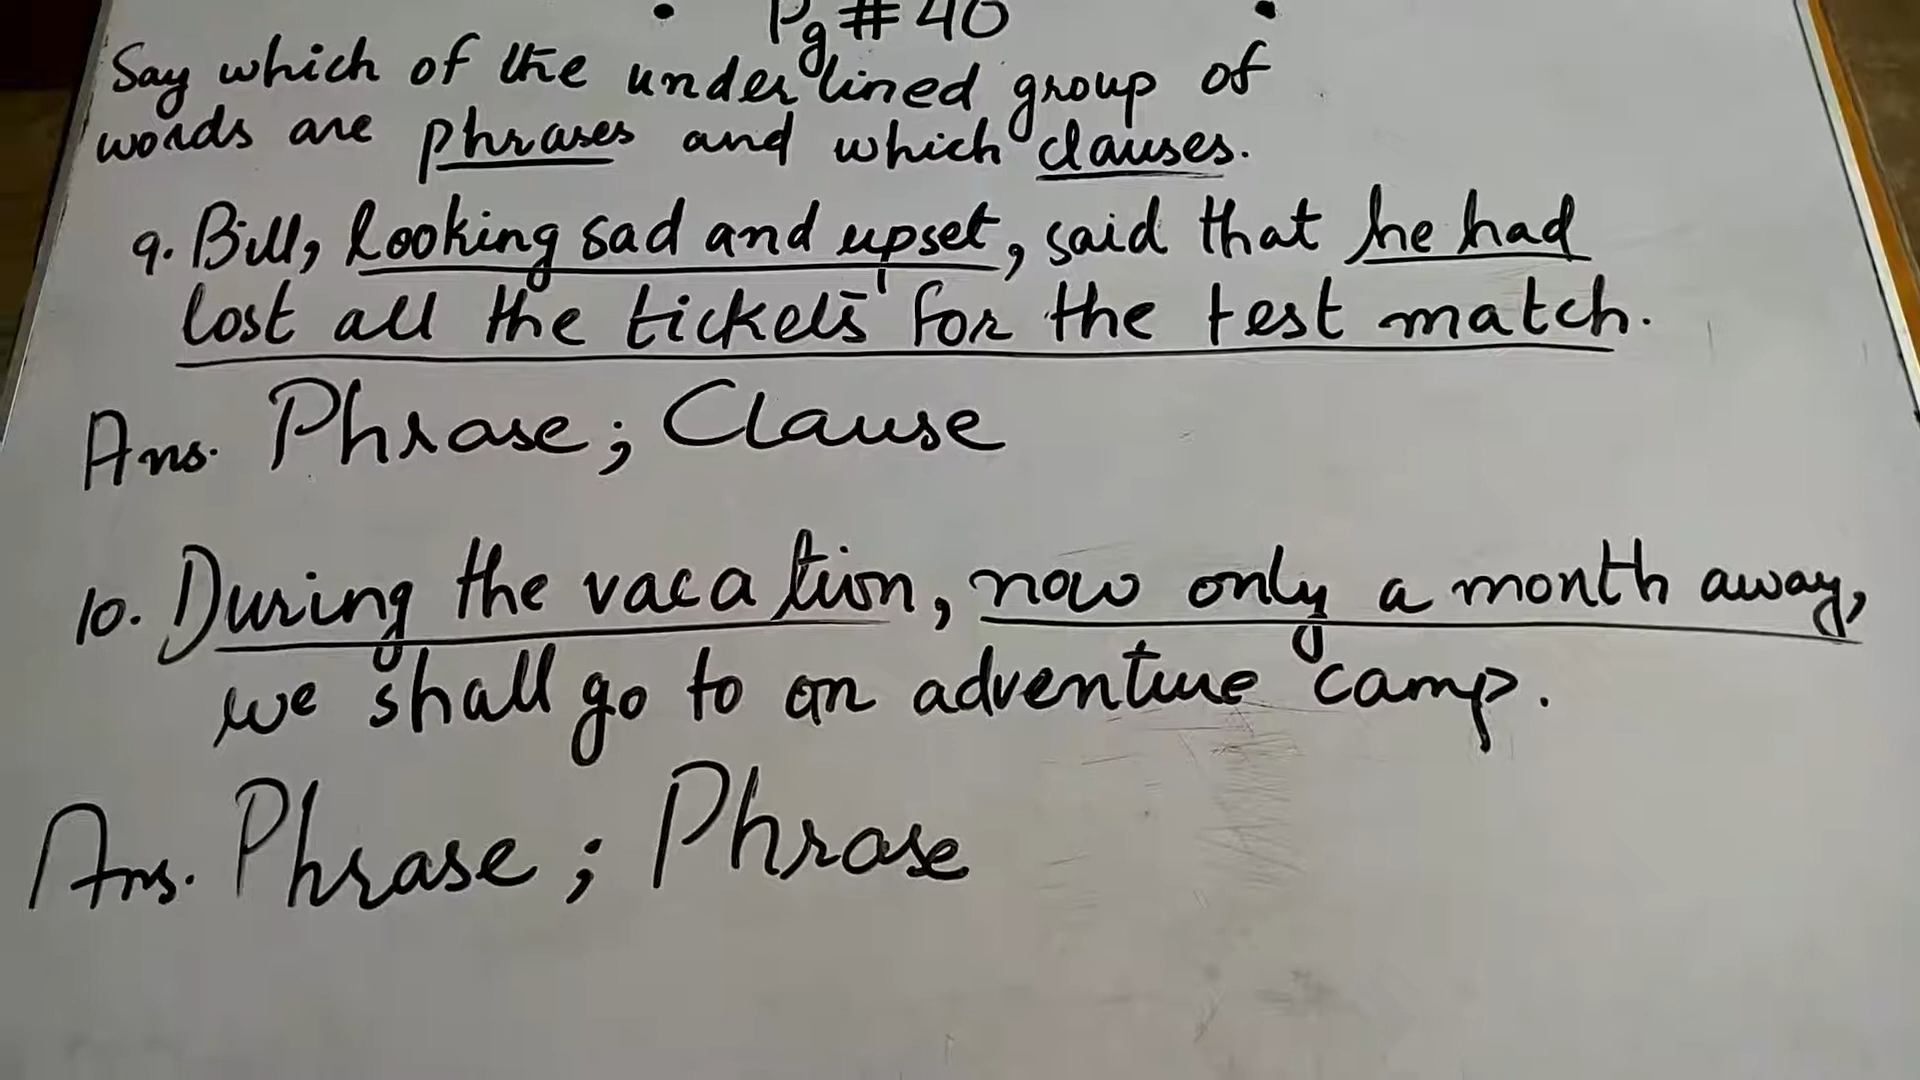 Pg # 40
Say which of the underlined group of
words are phrases and which clauses.
9. Bill, looking sad and upset, said that he had
lost all the tickets for the test match.
Ans. Phrase; Clause
10. During the vacation, now only a month away,
we shall go to an adventure camp.
Ans. Phrase; Phrase